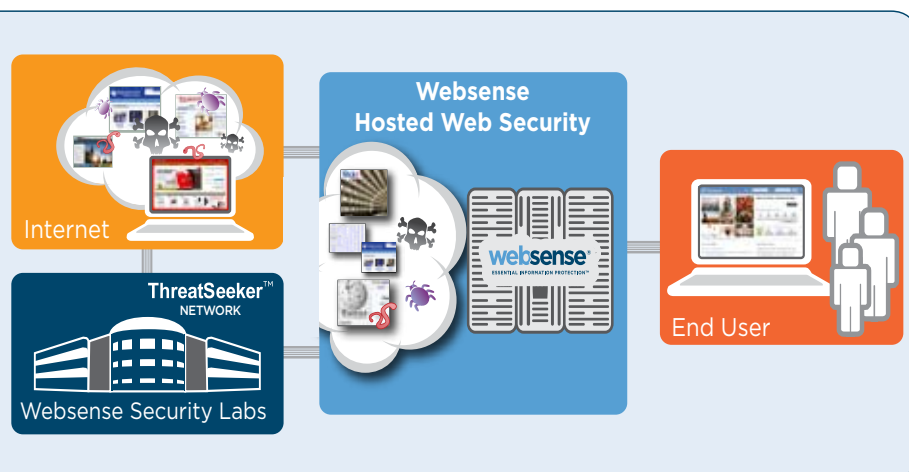 Internet
ThreatSeeker™
NETWORK
Websense Security Labs
Websense
Hosted Web Security
websense®
ESSENTIAL INFORMATION PROTECTION™
End User